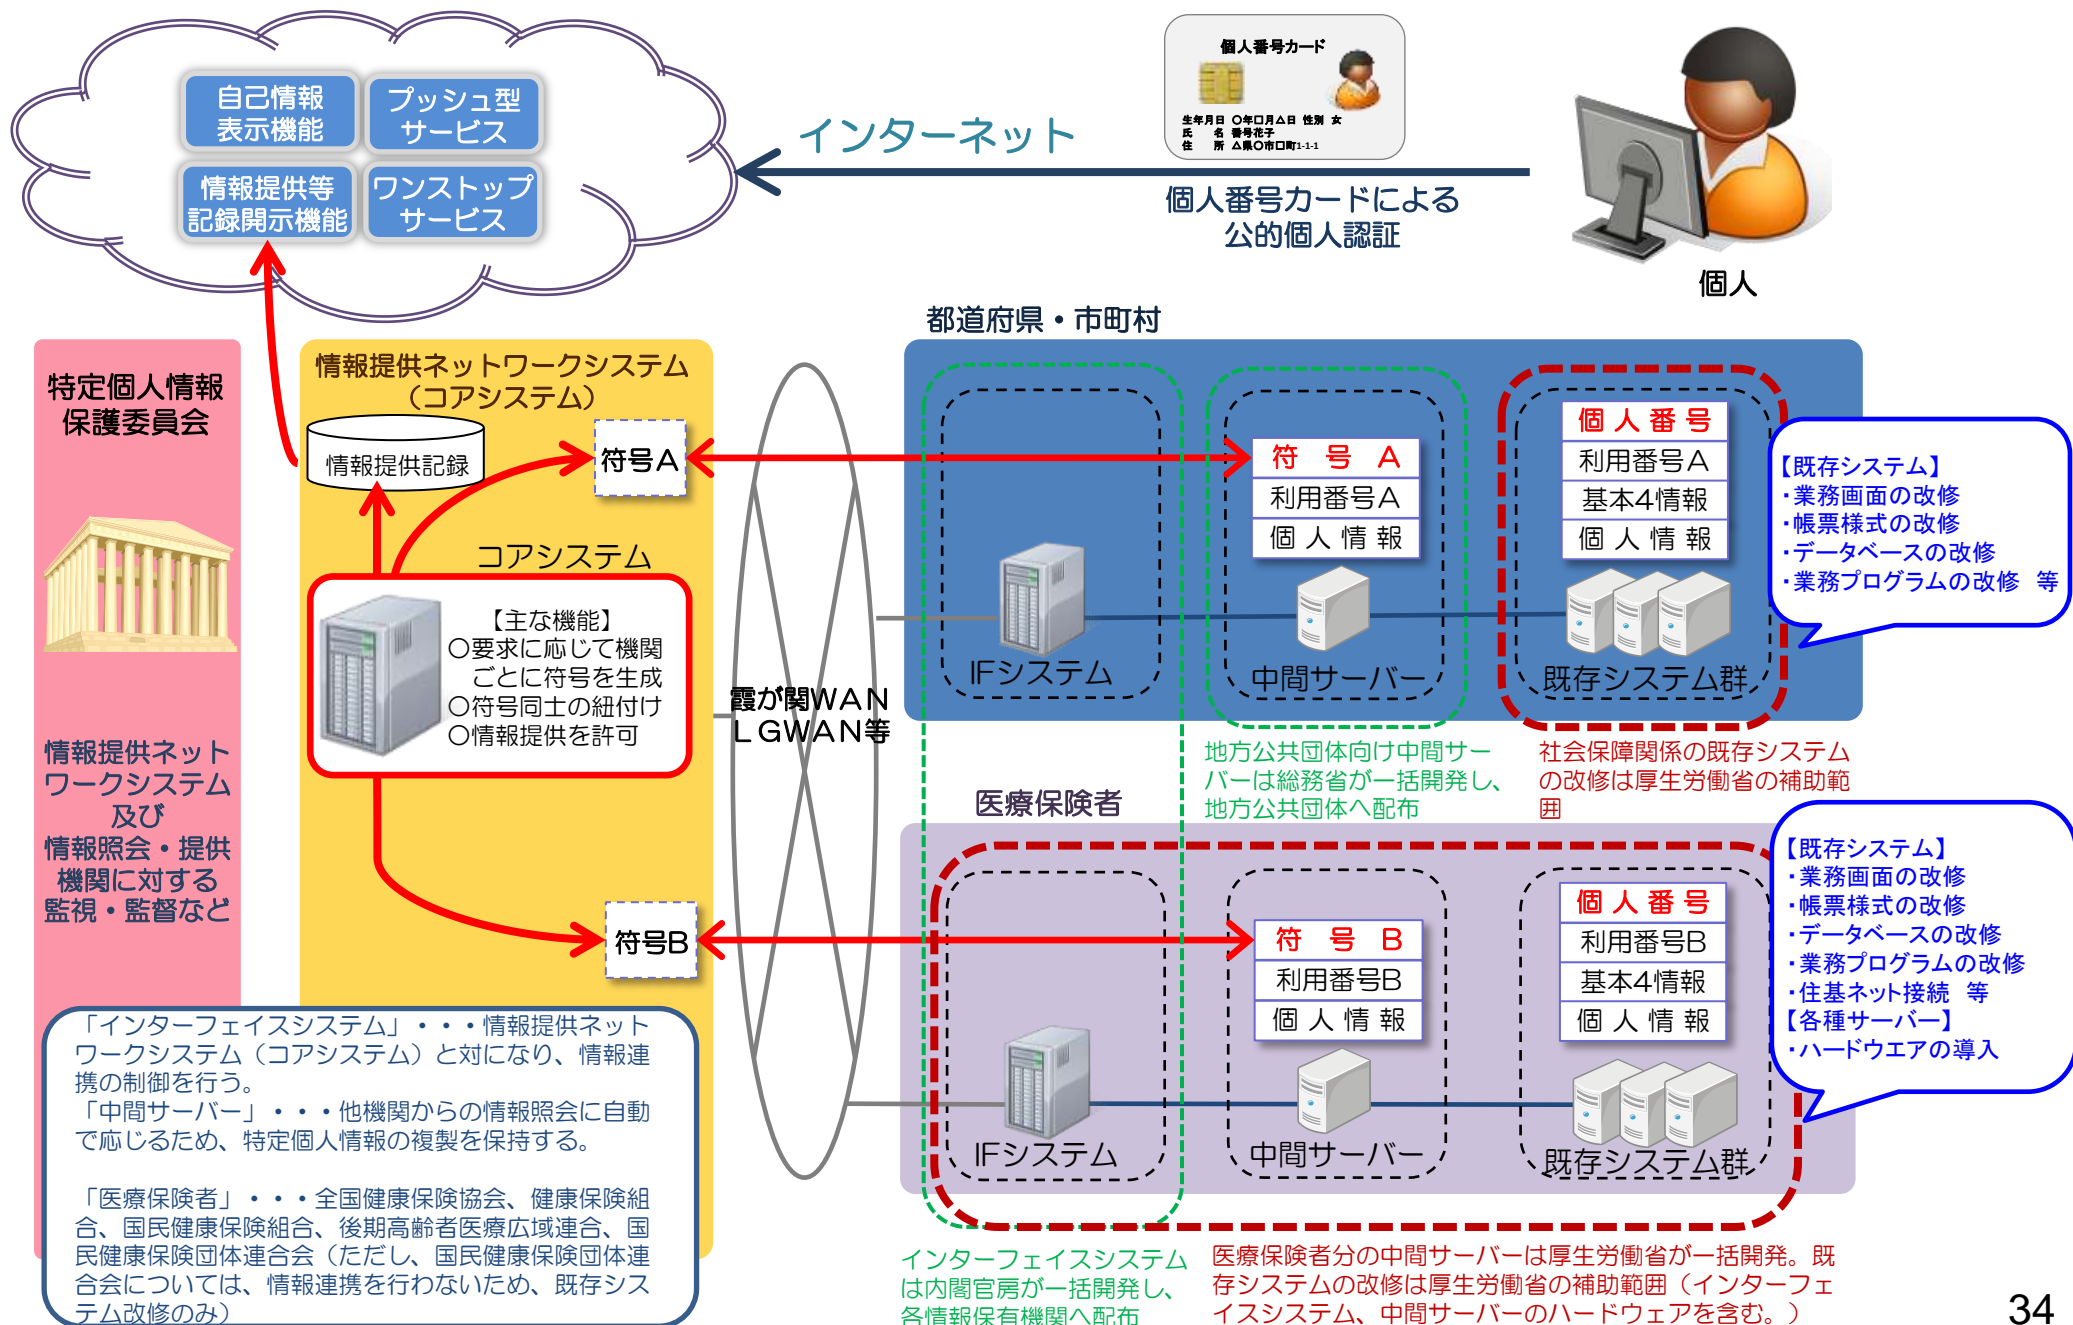 自己情報
表示機能
プッシュ型
サービス
情報提供等
記録開示機能
ワンストップ
サービス
インターネット
個人番号カード
生年月日 〇年口月△日 性別 女
氏 名 番号花子
住 所 △県〇市口町1-1-1
個人番号カードによる
公的個人認証
個人
都道府県・市町村
特定個人情報
保護委員会
情報提供ネット
ワークシステム
及び
情報照会・提供
機関に対する
監視・監督など
情報提供ネットワークシステム
（コアシステム）
情報提供記録
符号A
コアシステム
【主な機能】
〇要求に応じて機関
ごとに符号を生成
〇符号同士の紐付け
〇情報提供を許可
符号B
霞が関WAN
LGWAN等
IFシステム
符 号 A
利用番号A
個人情報
中間サーバー
個人番号
利用番号A
基本4情報
個人情報
既存システム群
【既存システム】
・業務画面の改修
・帳票様式の改修
・データベースの改修
・業務プログラムの改修 等
地方公共団体向け中間サー
バーは総務省が一括開発し、
地方公共団体へ配布
社会保障関係の既存システム
の改修は厚生労働省の補助範
囲
医療保険者
IFシステム
符 号 B
利用番号B
個人情報
中間サーバー
個人番号
利用番号B
基本4情報
個人情報
既存システム群
【既存システム】
・業務画面の改修
・帳票様式の改修
・データベースの改修
・業務プログラムの改修
・住基ネット接続 等
【各種サーバー】
・ハードウエアの導入
「インターフェイスシステム」・・・情報提供ネット
ワークシステム（コアシステム）と対になり、情報連
携の制御を行う。
「中間サーバー」・・・他機関からの情報照会に自動
で応じるため、特定個人情報の複製を保持する。
「医療保険者」・・・全国健康保険協会、健康保険組
合、国民健康保険組合、後期高齢者医療広域連合、国
民健康保険団体連合会（ただし、国民健康保険団体連
合会については、情報連携を行わないため、既存シス
テム改修のみ）
インターフェイスシステム
は内閣官房が一括開発し、
各情報保有機関へ配布
医療保険者分の中間サーバーは厚生労働省が一括開発。既
存システムの改修は厚生労働省の補助範囲（インターフェ
イスシステム、中間サーバーのハードウェアを含む。）
34